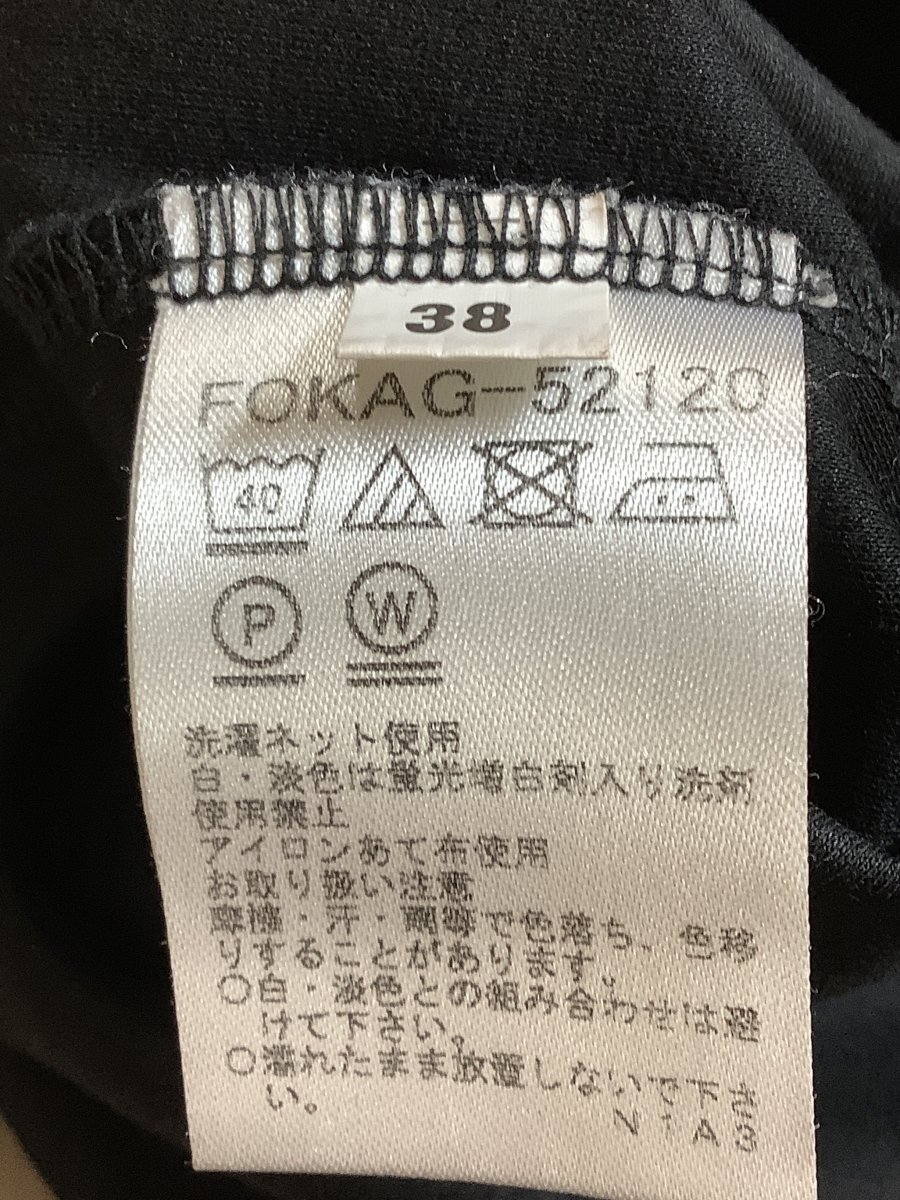 38
FOKAG-52120
40
P W
洗濯ネット使用
白・淡色は蛍光増白剤入り洗剤
使用禁止
アイロンあて布使用
お取り扱い注意
摩擦・汗・雨等で色落ち、色移
りすることがあります。
○白・淡色との組み合わせは避
けて下さい。
○濡れたまま放置しないで下さ
い。